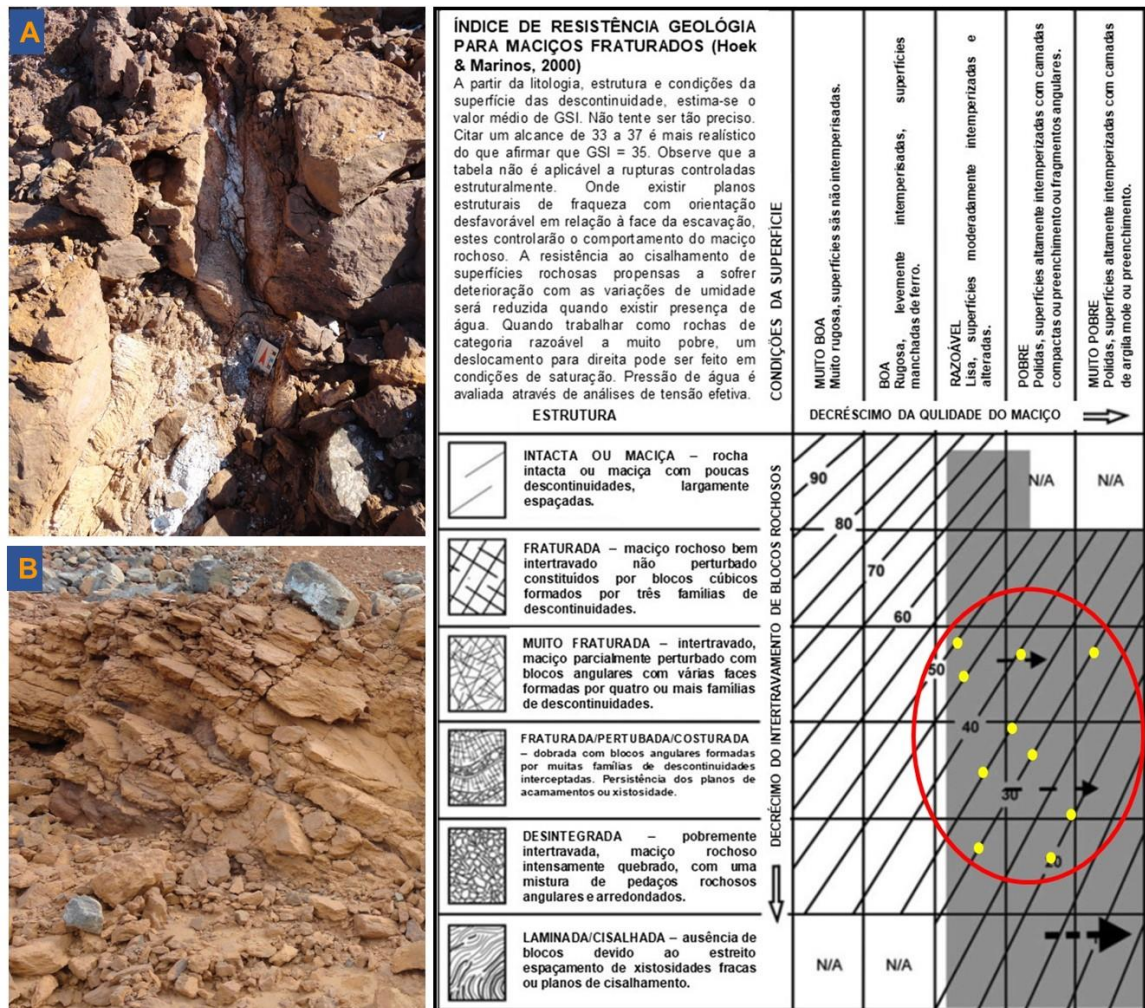 A
B
ÍNDICE DE RESISTÊNCIA GEOLÓGIA
PARA MACIÇOS FRATURADOS (Hoek
& Marinos, 2000)
A partir da litologia, estrutura e condições da
superfície das descontinuidade, estima-se o
valor médio de GSI. Não tente ser tão preciso.
Citar um alcance de 33 a 37 é mais realístico
do que afirmar que GSI = 35. Observe que a
tabela não é aplicável a rupturas controladas
estruturalmente. Onde existir planos
estruturais de fraqueza com orientação
desfavorável em relação à face da escavação,
estes controlarão o comportamento do maciço
rochoso. A resistência ao cisalhamento de
superfícies rochosas propensas a sofrer
deterioração com as variações de umidade
será reduzida quando existir presença de
água. Quando trabalhar como rochas de
categoria razoável a muito pobre, um
deslocamento para direita pode ser feito em
condições de saturação. Pressão de água é
avaliada através de análises de tensão efetiva.
ESTRUTURA
CONDIÇÕES DA SUPERFÍCIE
MUITO BOA
Muito rugosa, superfícies sãs não intemperisadas.
BOA
Rugosa, levemente intemperisadas, superfícies
manchadas de ferro.
RAZOÁVEL
Lisa, superfícies moderadamente intemperizadas e
alteradas.
POBRE
Polidas, superfícies altamente intemperizadas com camadas
compactas ou preenchimento ou fragmentos angulares.
MUITO POBRE
Polidas, superfícies altamente intemperizadas com camadas
de argila mole ou preenchimento.
DECRÉSCIMO DA QULIDADE DO MACIÇO
DECRÉCIMO DO INTERTRAVAMENTO DE BLOCOS ROCHOSOS
INTACTA OU MACIÇA – rocha
intacta ou maciça com poucas
descontinuidades, largamente
espaçadas.
FRATURADA – maciço rochoso bem
intertravado não perturbado
constituídos por blocos cúbicos
formados por três famílias de
descontinuidades.
MUITO FRATURADA – intertravado,
maciço parcialmente perturbado com
blocos angulares com várias faces
formadas por quatro ou mais famílias
de descontinuidades.
FRATURADA/PERTUBADA/COSTURADA
– dobrada com blocos angulares formadas
por muitas famílias de descontinuidades
interceptadas. Persistência dos planos de
acamamentos ou xistosidade.
DESINTEGRADA – pobremente
intertravada, maciço rochoso
intensamente quebrado, com uma
mistura de pedaços rochosos
angulares e arredondados.
LAMINADA/CISALHADA – ausência de
blocos devido ao estreito
espaçamento de xistosidades fracas
ou planos de cisalhamento.
90
80
70
60
50
40
30
20
N/A
N/A
N/A
N/A